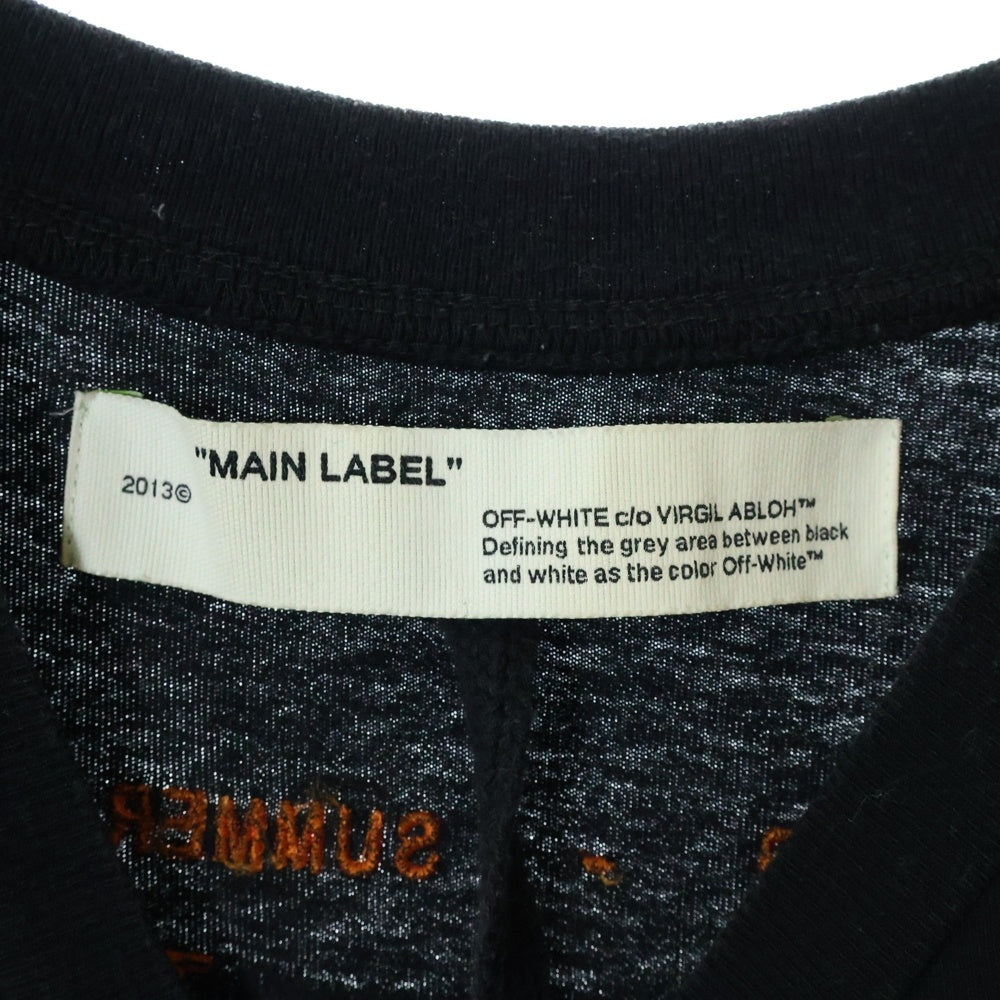 "MAIN LABEL"
2013©
OFF-WHITE c/o VIRGIL ABLOH™
Defining the grey area between black
and white as the color Off-White™
SUMMER